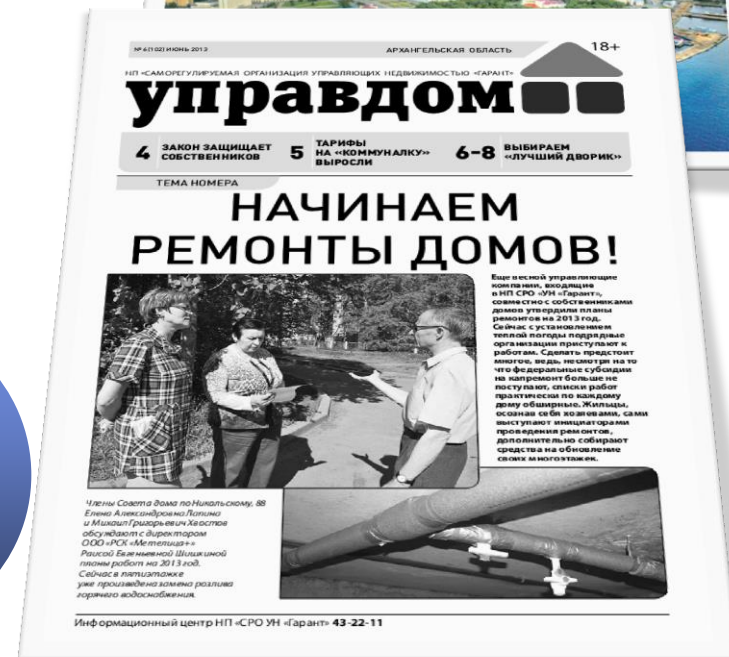 № 6(102) ИЮНЬ 2013
АРХАНГЕЛЬСКАЯ ОБЛАСТЬ
18+
НП «САМОРЕГУЛИРУЕМАЯ ОРГАНИЗАЦИЯ УПРАВЛЯЮЩИХ НЕДВИЖИМОСТЬЮ «ГАРАНТ»
управдом
4 ЗАКОН ЗАЩИЩАЕТ
СОБСТВЕННИКОВ
5 ТАРИФЫ
НА «КОММУНАЛКУ»
ВЫРОСЛИ
6–8 ВЫБИРАЕМ
«ЛУЧШИЙ ДВОРИК»
ТЕМА НОМЕРА
НАЧИНАЕМ
РЕМОНТЫ ДОМОВ!
Еще весной управляющие
компании, входящие
в НП СРО «УН «Гарант»,
совместно с собственниками
домов утвердили планы
ремонтов на 2013 год.
Сейчас с установлением
теплой погоды подрядные
организации приступают к
работам. Сделать предстоит
многое, ведь, несмотря на то
что федеральные субсидии
на капремонт больше не
поступают, списки работ
практически по каждому
дому обширные. Жильцы,
осознав себя хозяевами, сами
выступают инициаторами
проведения ремонтов,
дополнительно собирают
средства на обновление
своих многоэтажек.
Члены Совета дома по Никольскому, 88
Елена Александровна Лапина
и Михаил Григорьевич Хвостов
обсуждают с директором
ООО «РСК «Метелица+»
Раисой Евгеньевной Шишкиной
планы работ на 2013 год.
Сейчас в пятиэтажке
уже произведена замена розлива
горячего водоснабжения.
Информационный центр НП «СРО УН «Гарант» 43-22-11